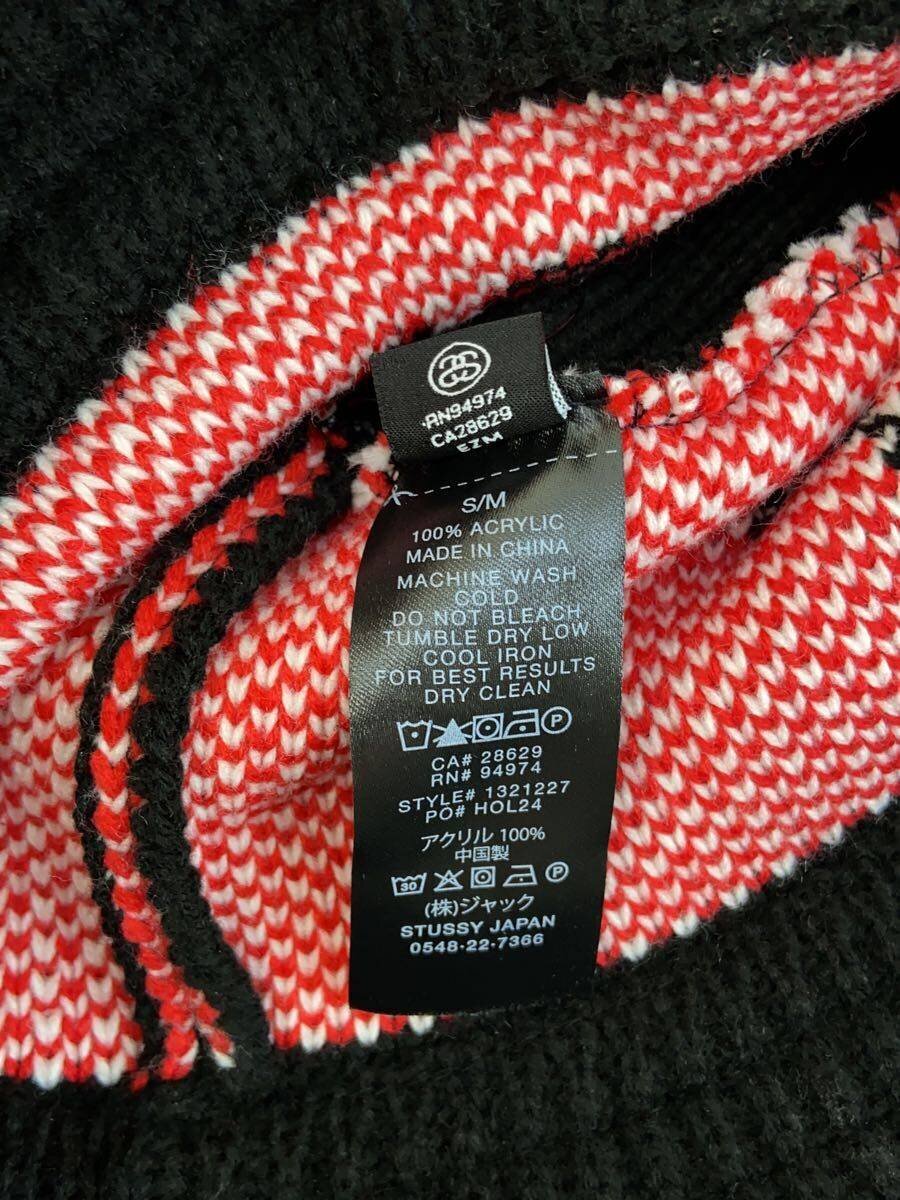 RN94974
CA28629
EZM
S/M
100% ACRYLIC
MADE IN CHINA
MACHINE WASH
COLD
DO NOT BLEACH
TUMBLE DRY LOW
COOL IRON
FOR BEST RESULTS
DRY CLEAN
P
CA# 28629
RN# 94974
STYLE# 1321227
PO# HOL24
アクリル 100%
中国製
30 P
(株)ジャック
STUSSY JAPAN
0548-22-7366